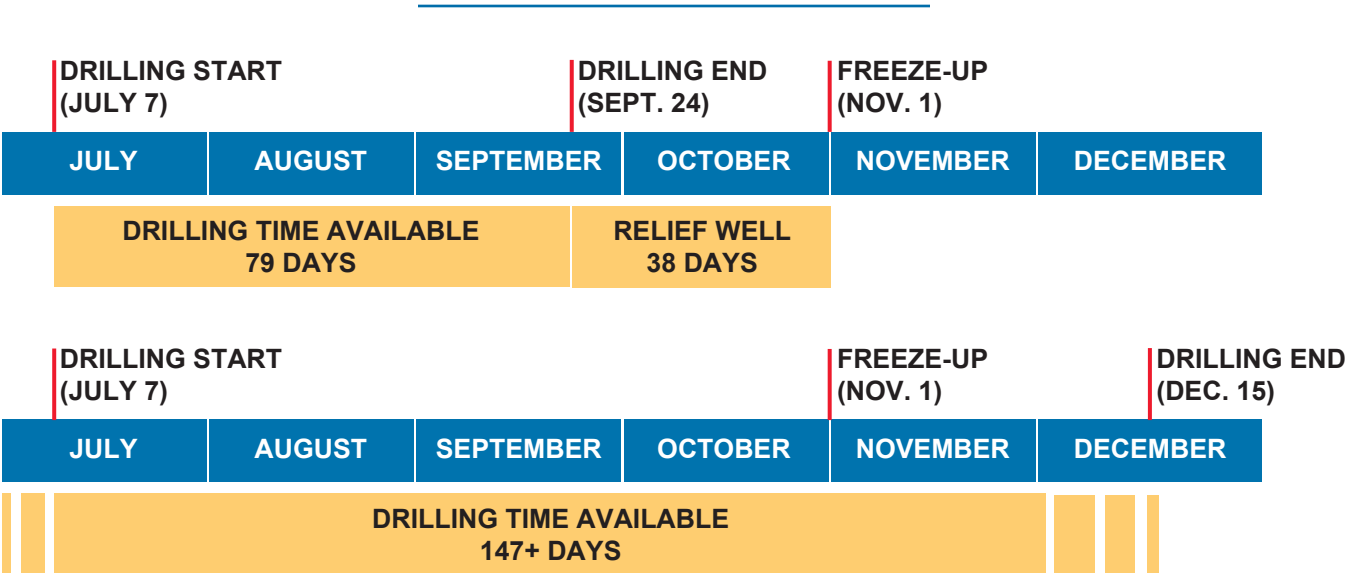 DRILLING START
(JULY 7)
DRILLING END
(SEPT. 24)
FREEZE-UP
(NOV. 1)
JULY AUGUST SEPTEMBER OCTOBER NOVEMBER DECEMBER
DRILLING TIME AVAILABLE
79 DAYS
RELIEF WELL
38 DAYS
DRILLING START
(JULY 7)
FREEZE-UP
(NOV. 1)
DRILLING END
(DEC. 15)
JULY AUGUST SEPTEMBER OCTOBER NOVEMBER DECEMBER
DRILLING TIME AVAILABLE
147+ DAYS